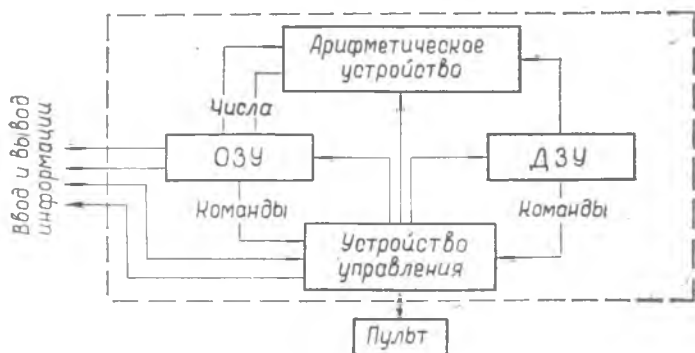 Арифметическое
устройство
Числа
ОЗУ
ДЗУ
Ввод и вывод
информации
Команды
Команды
Устройство
управления
Пульт